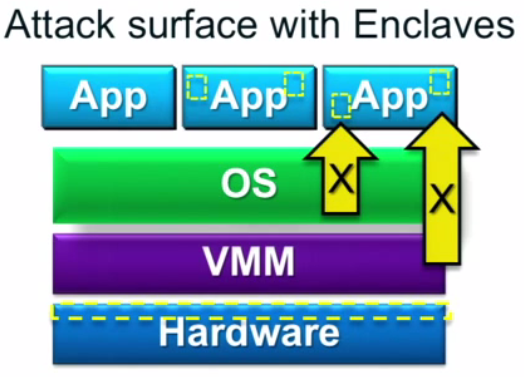 Attack surface with Enclaves
App App App
OS X
X
VMM
Hardware